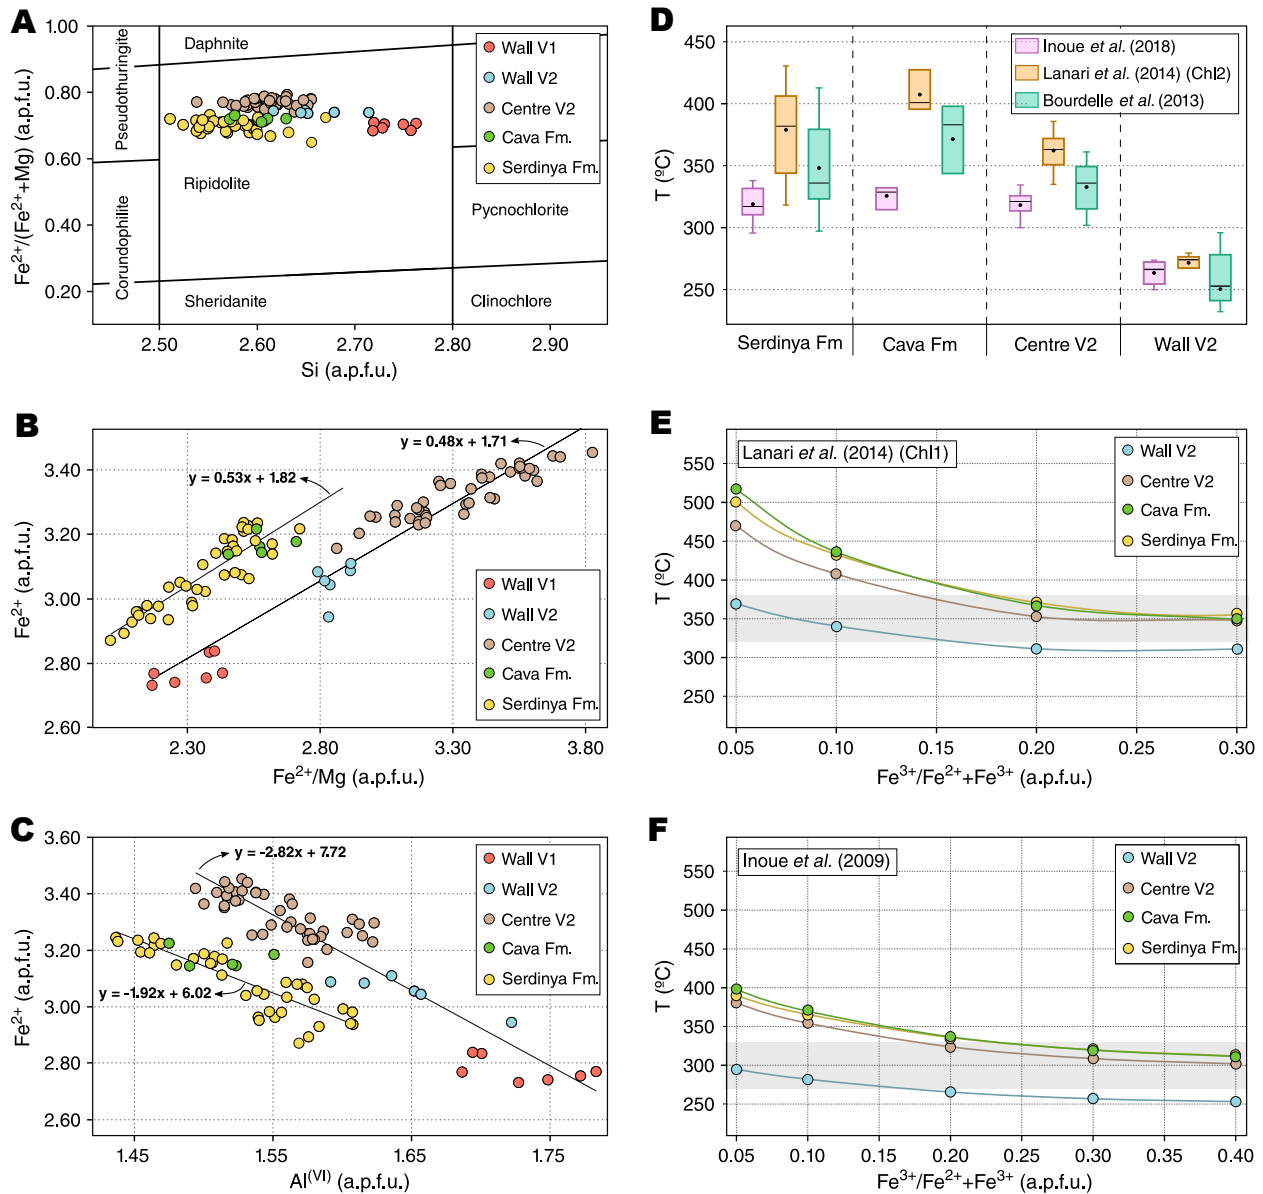 A
1.00
0.80
0.60
0.40
0.20
Fe²⁺/(Fe²⁺+Mg) (a.p.f.u.)
Pseudothuringite
Corundophilite
Daphnite
Ripidolite
Sheridanite
Pycnochlorite
Clinochlore
Wall V1
Wall V2
Centre V2
Cava Fm.
Serdinya Fm.
2.50
2.60
2.70
2.80
2.90
Si (a.p.f.u.)
B
3.40
3.20
3.00
2.80
2.60
Fe²⁺ (a.p.f.u.)
y = 0.48x + 1.71
y = 0.53x + 1.82
Wall V1
Wall V2
Centre V2
Cava Fm.
Serdinya Fm.
2.30
2.80
3.30
3.80
Fe²⁺/Mg (a.p.f.u.)
C
3.60
3.40
3.20
3.00
2.80
2.60
Fe²⁺ (a.p.f.u.)
y = -2.82x + 7.72
y = -1.92x + 6.02
Wall V1
Wall V2
Centre V2
Cava Fm.
Serdinya Fm.
1.45
1.55
1.65
1.75
Al⁽ⱽᴵ⁾ (a.p.f.u.)
D
450
400
350
300
250
T (ºC)
Inoue et al. (2018)
Lanari et al. (2014) (Chl2)
Bourdelle et al. (2013)
Serdinya Fm
Cava Fm
Centre V2
Wall V2
E
550
500
450
400
350
300
250
T (ºC)
Lanari et al. (2014) (Chl1)
Wall V2
Centre V2
Cava Fm.
Serdinya Fm.
0.05
0.10
0.15
0.20
0.25
0.30
Fe³⁺/Fe²⁺+Fe³⁺ (a.p.f.u.)
F
550
500
450
400
350
300
250
T (ºC)
Inoue et al. (2009)
Wall V2
Centre V2
Cava Fm.
Serdinya Fm.
0.05
0.10
0.15
0.20
0.25
0.30
0.35
0.40
Fe³⁺/Fe²⁺+Fe³⁺ (a.p.f.u.)